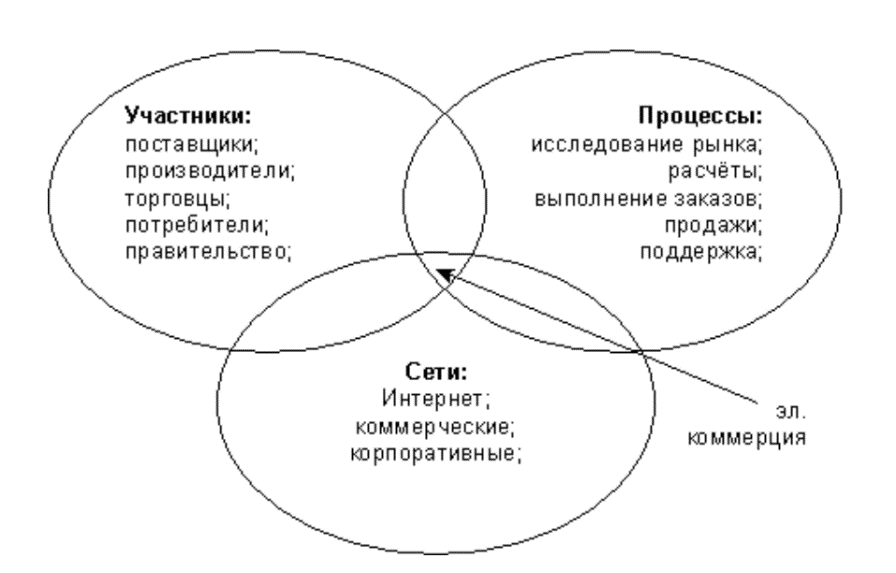 Участники:
поставщики;
производители;
торговцы;
потребители;
правительство;
Процессы:
исследование рынка;
расчёты;
выполнение заказов;
продажи;
поддержка;
Сети:
Интернет;
коммерческие;
корпоративные;
эл.
коммерция